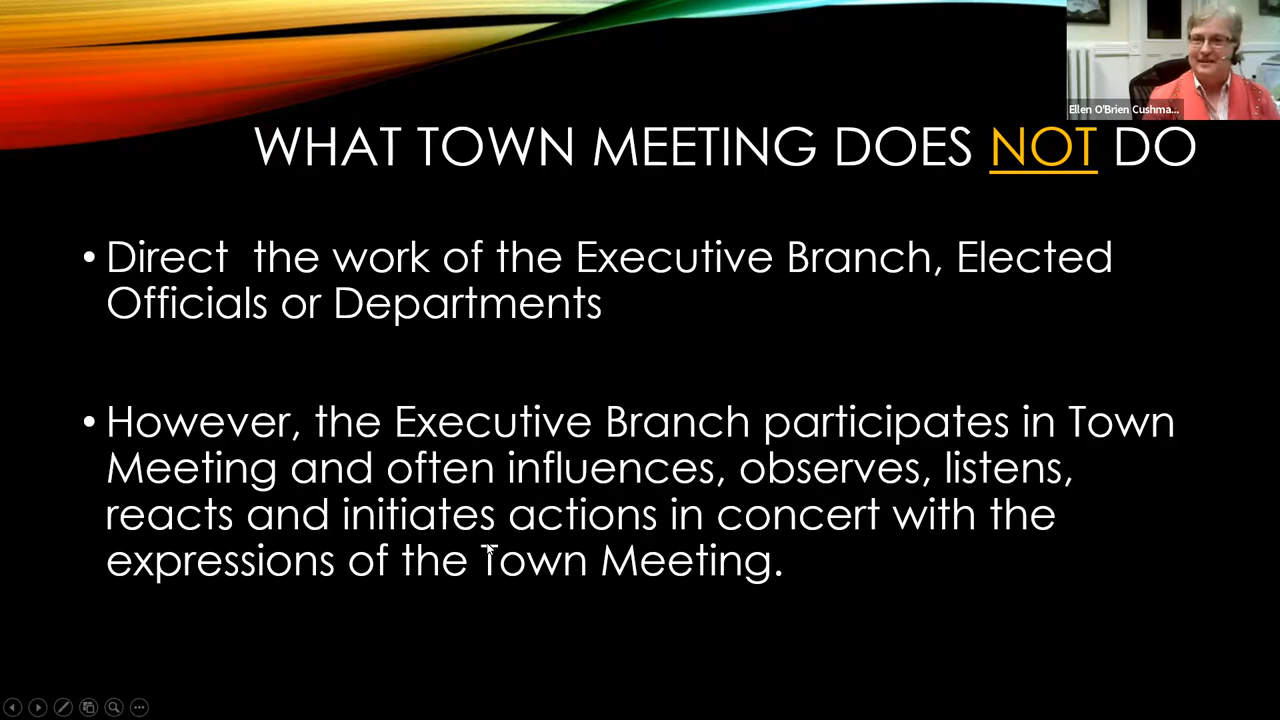 Ellen O'Brien Cushma...
WHAT TOWN MEETING DOES NOT DO
• Direct  the work of the Executive Branch, Elected
Officials or Departments
• However, the Executive Branch participates in Town
Meeting and often influences, observes, listens,
reacts and initiates actions in concert with the
expressions of the Town Meeting.